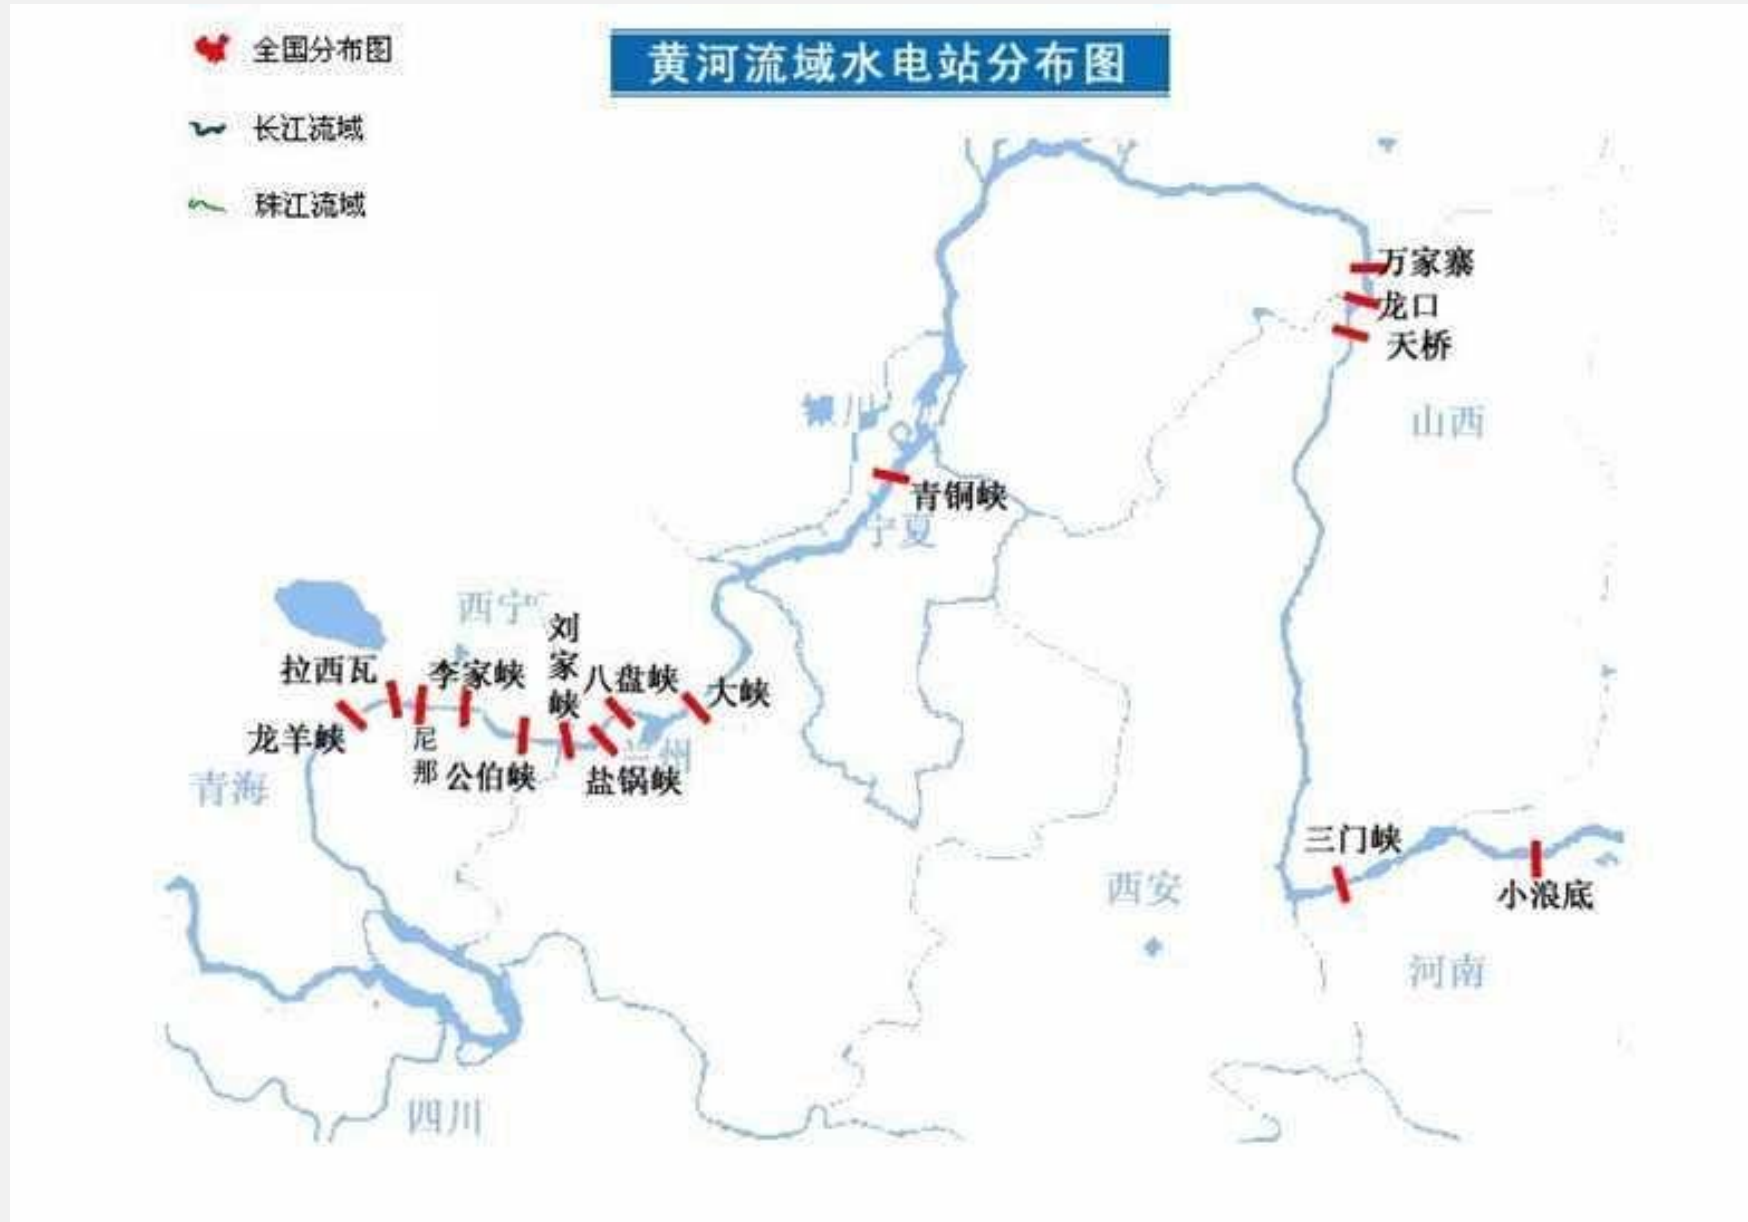 全国分布图
黄河流域水电站分布图
长江流域
珠江流域
万家寨
龙口
天桥
山西
银川
青铜峡
宁夏
西宁
刘家峡
拉西瓦
李家峡
八盘峡
大峡
龙羊峡
尼那
兰州
公伯峡
盐锅峡
青海
三门峡
西安
小浪底
河南
四川